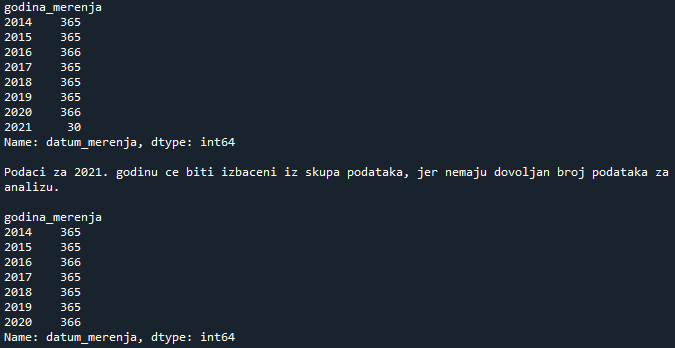 godina_merenja
2014    365
2015    365
2016    366
2017    365
2018    365
2019    365
2020    366
2021     30
Name: datum_merenja, dtype: int64
Podaci za 2021. godinu ce biti izbaceni iz skupa podataka, jer nemaju dovoljan broj podataka za
analizu.
godina_merenja
2014    365
2015    365
2016    366
2017    365
2018    365
2019    365
2020    366
Name: datum_merenja, dtype: int64